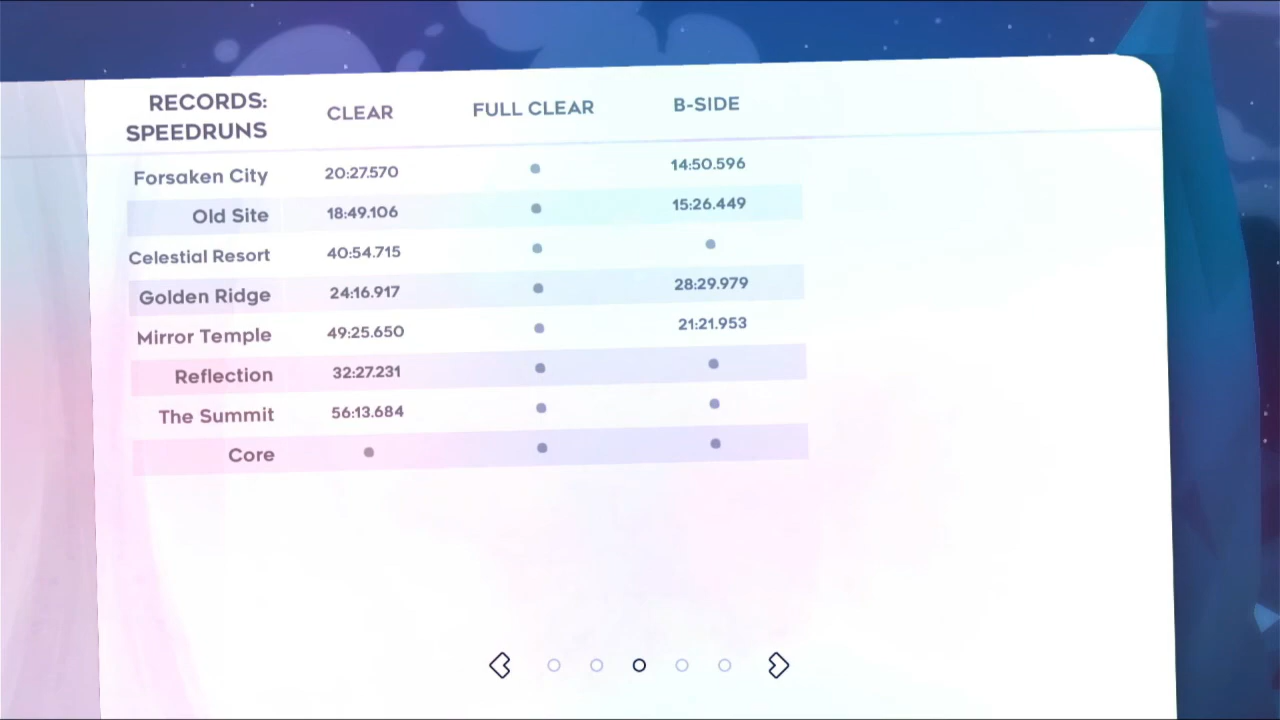 RECORDS:
SPEEDRUNS
CLEAR FULL CLEAR B-SIDE
Forsaken City 20:27.570 • 14:50.596
Old Site 18:49.106 • 15:26.449
Celestial Resort 40:54.715 • •
Golden Ridge 24:16.917 • 28:29.979
Mirror Temple 49:25.650 • 21:21.953
Reflection 32:27.231 • •
The Summit 56:13.684 • •
Core • • •